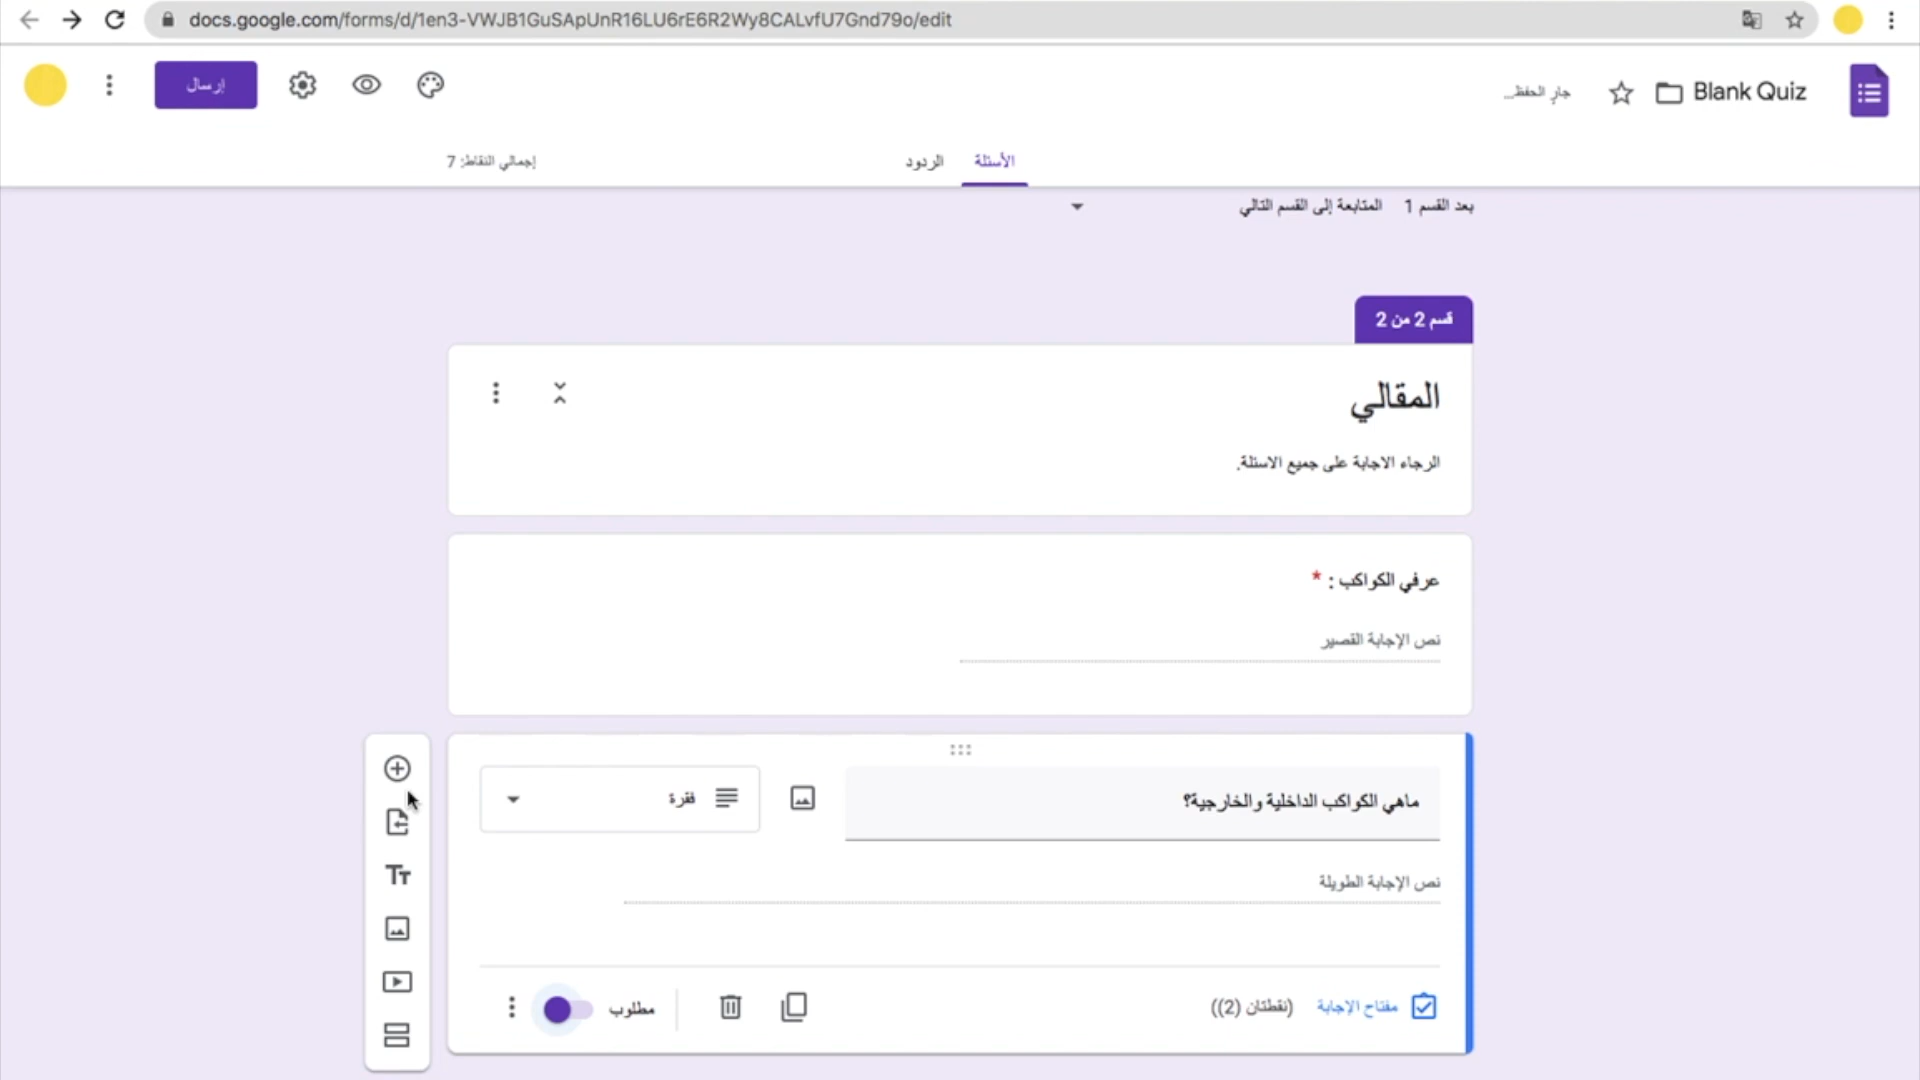 docs.google.com/forms/d/1en3-VWJB1GuSApUnR16LU6rE6R2Wy8CALvfU7Gnd79o/edit
Blank Quiz
جارٍ الحفظ...
إرسال
الأسئلة
الردود
إجمالي النقاط: 7
بعد القسم 1 المتابعة إلى القسم التالي
قسم 2 من 2
المقالي
الرجاء الاجابة على جميع الاسئلة.
عرفي الكواكب : *
نص الإجابة القصير
ماهي الكواكب الداخلية والخارجية؟
فقرة
نص الإجابة الطويلة
مفتاح الإجابة
(نقطتان (2))
مطلوب